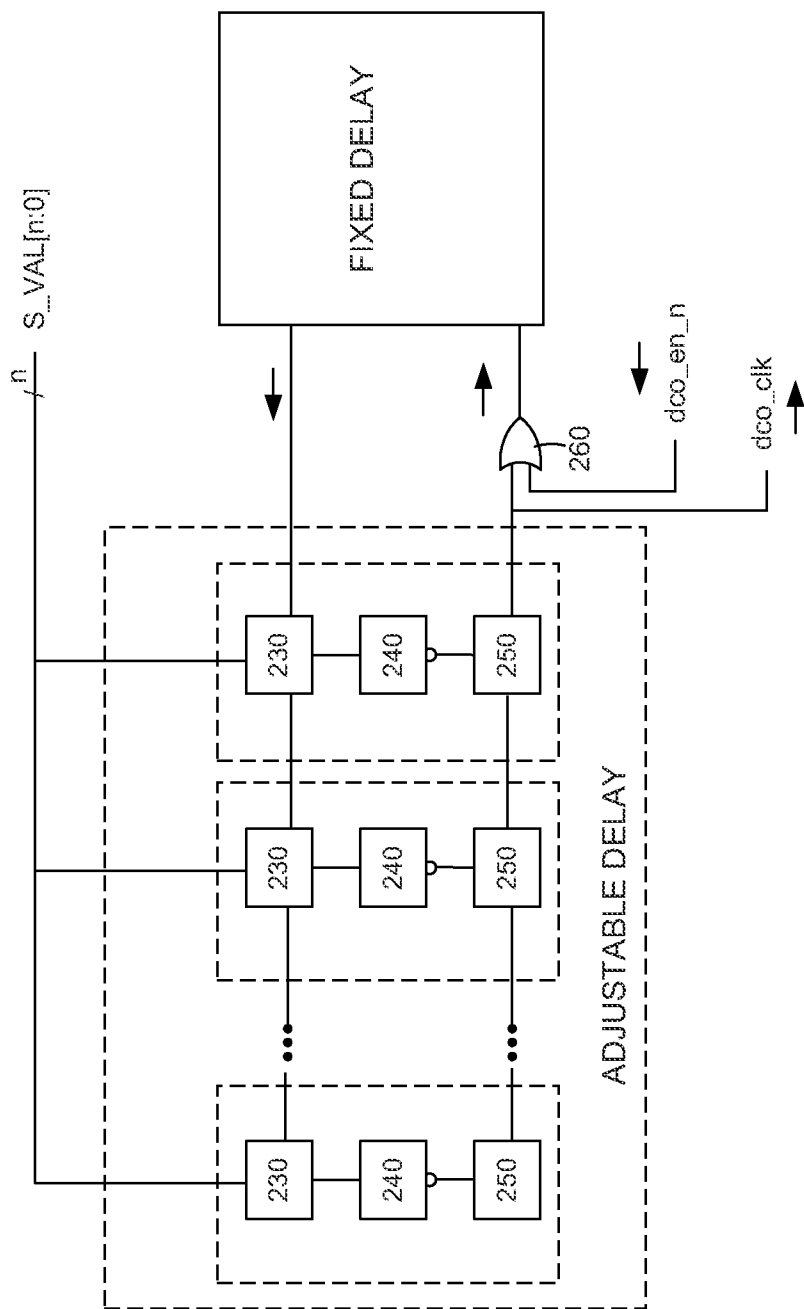 S_VAL[n:0]
n
FIXED DELAY
230
230
230
240
240
240
250
250
250
260
dco_en_n
dco_clk
ADJUSTABLE DELAY